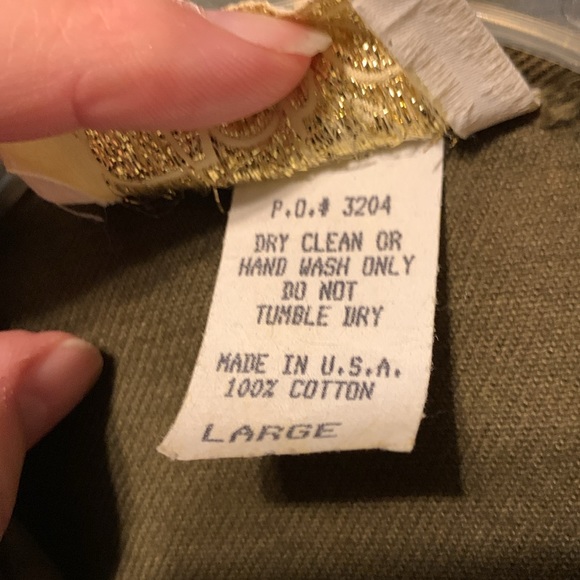 P.O.# 3204
DRY CLEAN OR
HAND WASH ONLY
DO NOT
TUMBLE DRY
MADE IN U.S.A.
100% COTTON
LARGE